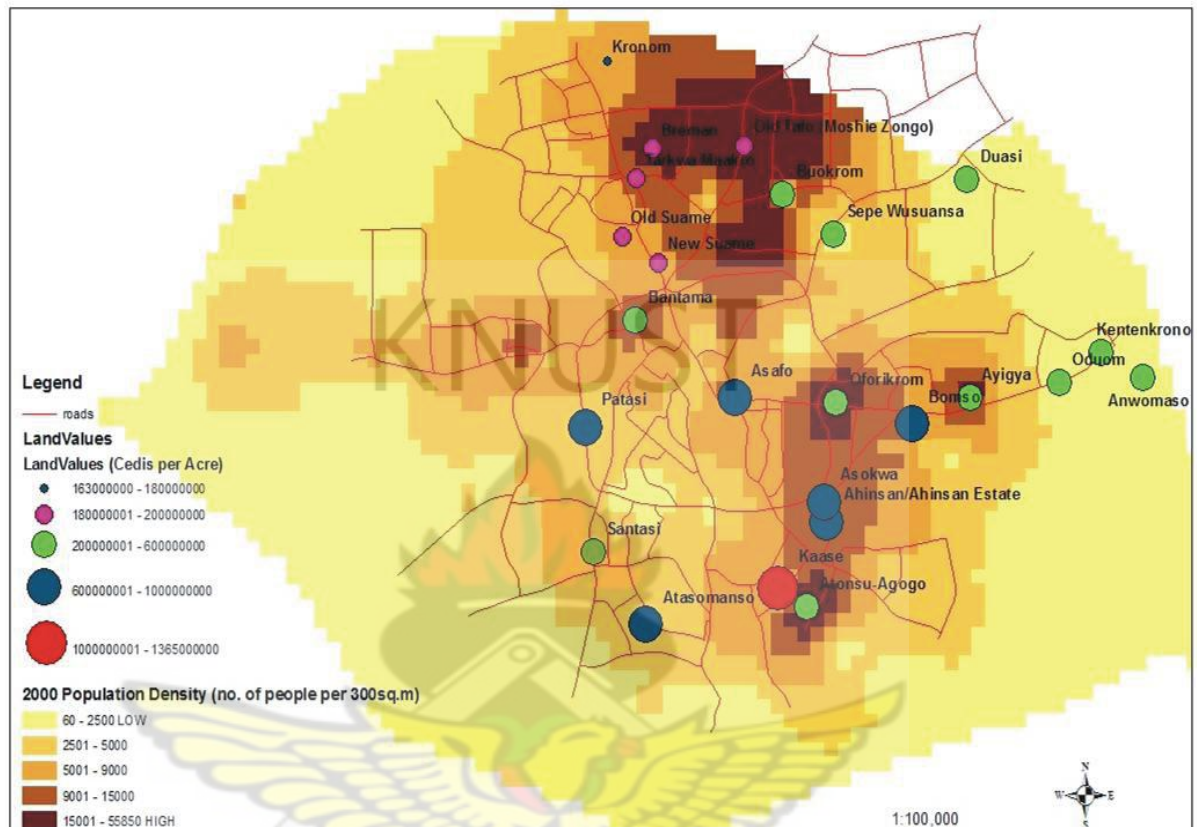 Kronom
Breman
Old Tafo (Moshie Zongo)
Tarkwa Maakro
Buokrom
Duasi
Old Suame
Sepe Wusuansa
New Suame
Bantama
KNUST
Kentenkrono
Oduom
Asafo
Oforikrom
Ayigya
Anwomaso
Patasi
Bomso
Asokwa
Ahinsan/Ahinsan Estate
Santasi
Kaase
Atonsu-Agogo
Atasomanso
Legend
roads
LandValues
LandValues (Cedis per Acre)
163000000 - 180000000
180000001 - 200000000
200000001 - 600000000
600000001 - 1000000000
1000000001 - 1365000000
2000 Population Density (no. of people per 300sq.m)
60 - 2500 LOW
2501 - 5000
5001 - 9000
9001 - 15000
15001 - 55850 HIGH
N
W
E
S
1:100,000